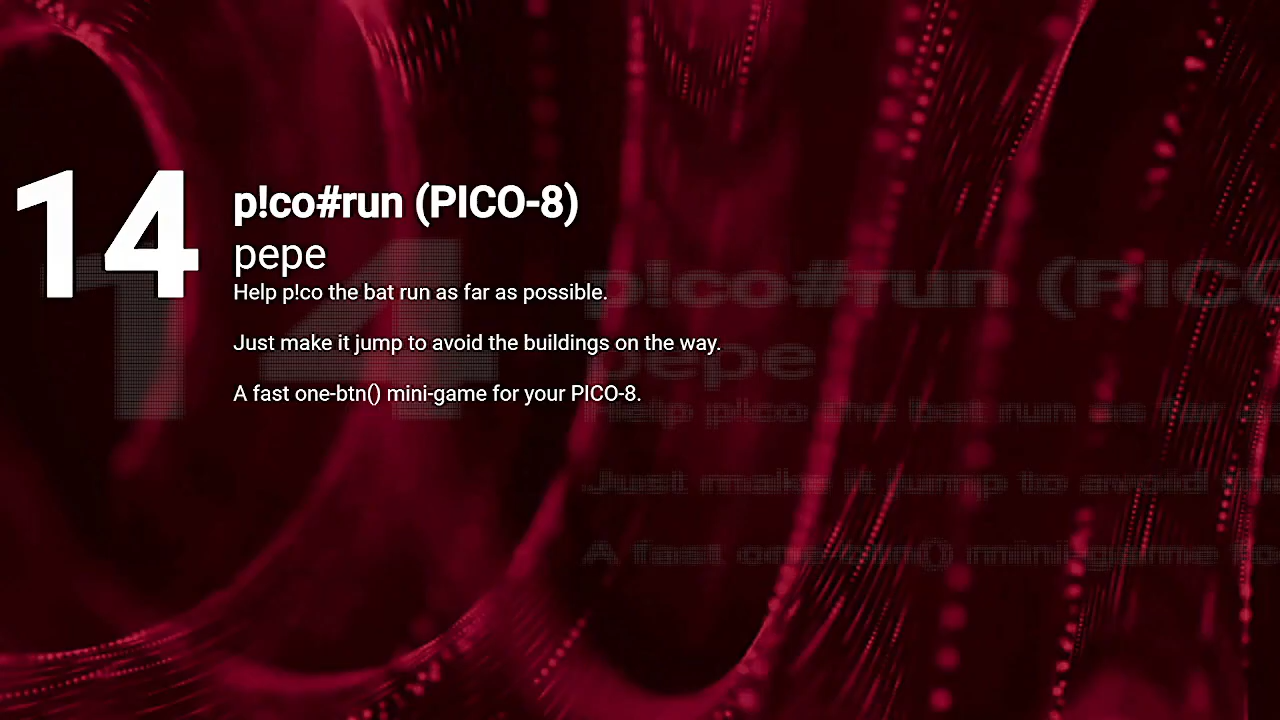 14
p!co#run (PICO-8)
pepe
Help p!co the bat run as far as possible.
Just make it jump to avoid the buildings on the way.
A fast one-btn() mini-game for your PICO-8.